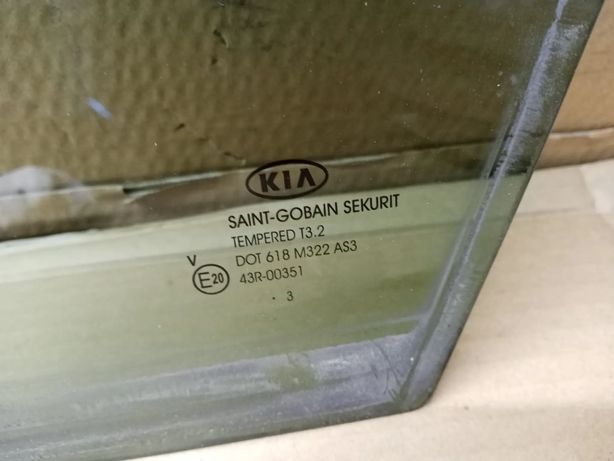 KIA
SAINT-GOBAIN SEKURIT
TEMPERED T3.2
DOT 618 M322 AS3
V
E20 43R-00351
. 3